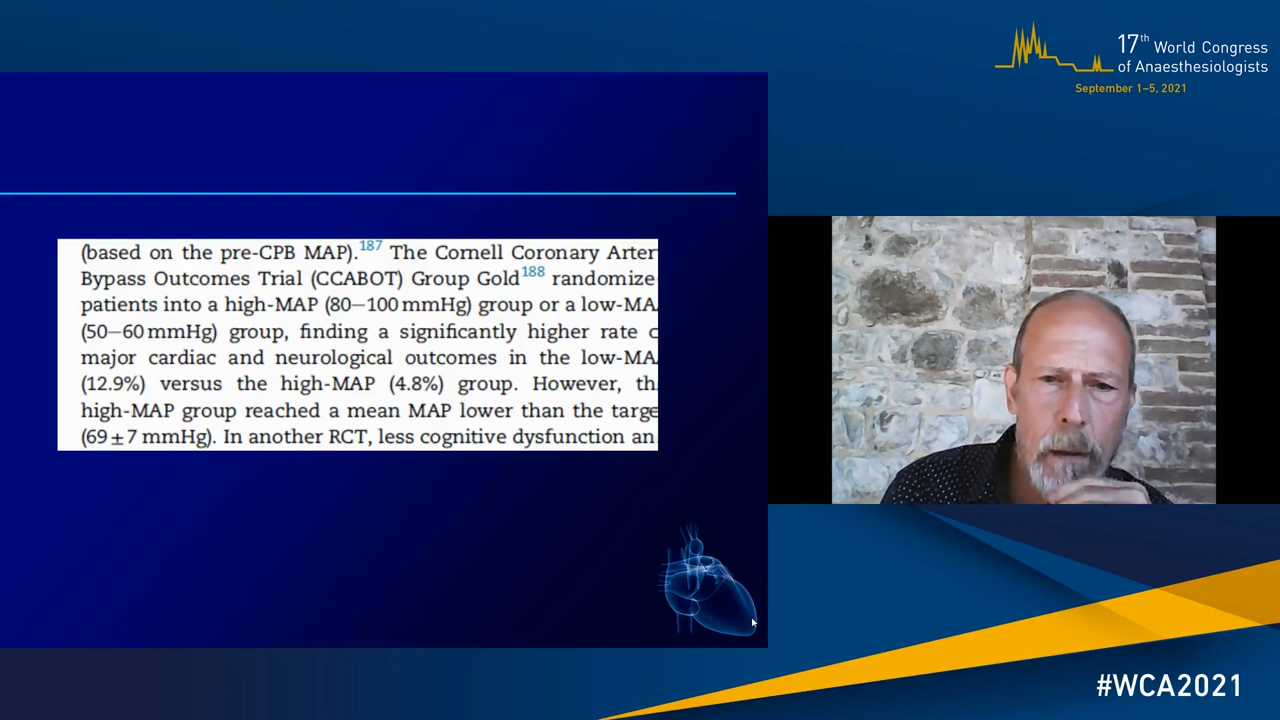 17th World Congress
of Anaesthesiologists
September 1–5, 2021
(based on the pre-CPB MAP).187 The Cornell Coronary Arter
Bypass Outcomes Trial (CCABOT) Group Gold188 randomize
patients into a high-MAP (80–100 mmHg) group or a low-MA
(50–60 mmHg) group, finding a significantly higher rate
major cardiac and neurological outcomes in the low-MA
(12.9%) versus the high-MAP (4.8%) group. However, th
high-MAP group reached a mean MAP lower than the targe
(69±7 mmHg). In another RCT, less cognitive dysfunction an
#WCA2021